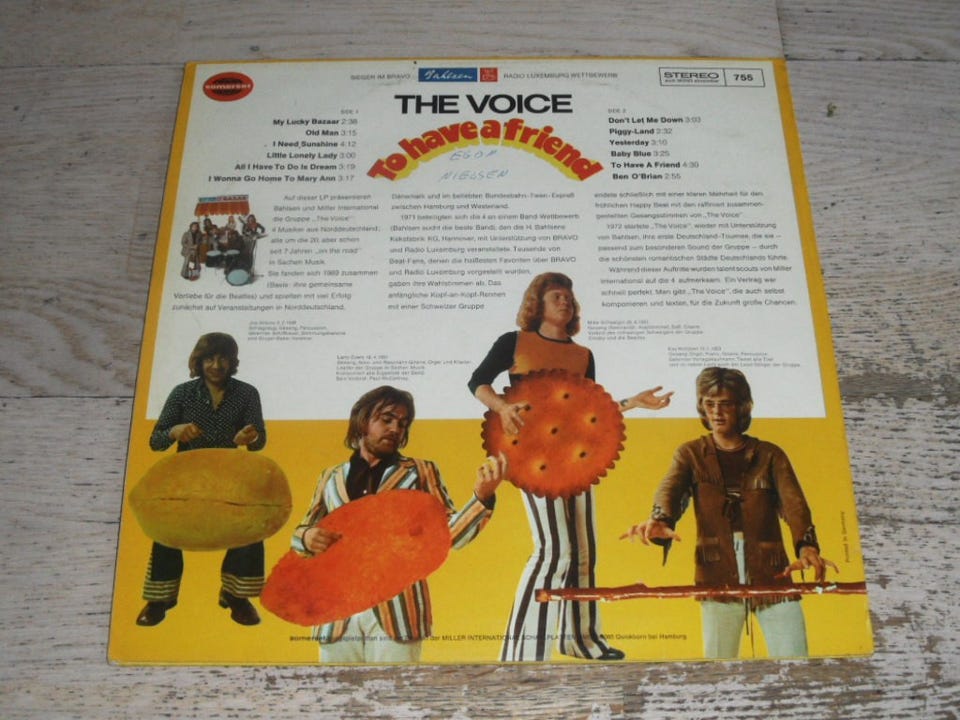 somerset
SIEGER IM BRAVO - Bahlsen RADIO LUXEMBURG WETTBEWERB
STEREO 755
THE VOICE
To have a friend
EGON
NIELSEN
SIDE 1
My Lucky Bazaar 2:38
Old Man 3:15
I Need Sunshine 4:12
Little Lonely Lady 3:00
All I Have To Do Is Dream 3:19
I Wonna Go Home To Mary Ann 3:17
SIDE 2
Don't Let Me Down 3:03
Piggy-Land 2:32
Yesterday 3:10
Baby Blue 3:25
To Have A Friend 4:30
Ben O'Brian 2:55
Auf dieser LP präsentieren
Bahlsen und Miller International
die Gruppe „The Voice"
4 Musiker aus Norddeutschland,
alle um die 20, aber schon
seit 7 Jahren „on the road"
in Sachen Musik.
Sie fanden sich 1969 zusammen
(Basis: ihre gemeinsame
Vorliebe für die Beatles) und spielten mit viel Erfolg
zunächst auf Veranstaltungen in Norddeutschland,
Dänemark und im beliebten Bundesbahn-Twen-Expreß
zwischen Hamburg und Westerland.
1971 beteiligten sich die 4 an einem Band-Wettbewerb
(Bahlsen sucht die beste Band), den die H. Bahlsens
Keksfabrik KG, Hannover, mit Unterstützung von BRAVO
und Radio Luxemburg veranstaltete. Tausende von
Beat-Fans, denen die heißesten Favoriten über BRAVO
und Radio Luxemburg vorgestellt wurden,
gaben ihre Wahlstimmen ab. Das
anfängliche Kopf-an-Kopf-Rennen
mit einer Schweizer Gruppe
endete schließlich mit einer klaren Mehrheit für den
fröhlichen Happy Beat mit den raffiniert zusammen-
gestellten Gesangsstimmen von „The Voice".
1972 startete „The Voice", wieder mit Unterstützung
von Bahlsen, ihre erste Deutschland-Tournee, die sie –
passend zum besonderen Sound der Gruppe – durch
die schönsten romantischen Städte Deutschlands führte.
Während dieser Auftritte wurden talent scouts von Miller
International auf die 4 aufmerksam. Ein Vertrag war
schnell perfekt. Man gibt „The Voice", die auch selbst
komponieren und texten, für die Zukunft große Chancen.
Printed in Germany
somerset der MILLER INTERNATIONAL Quickborn bei Hamburg